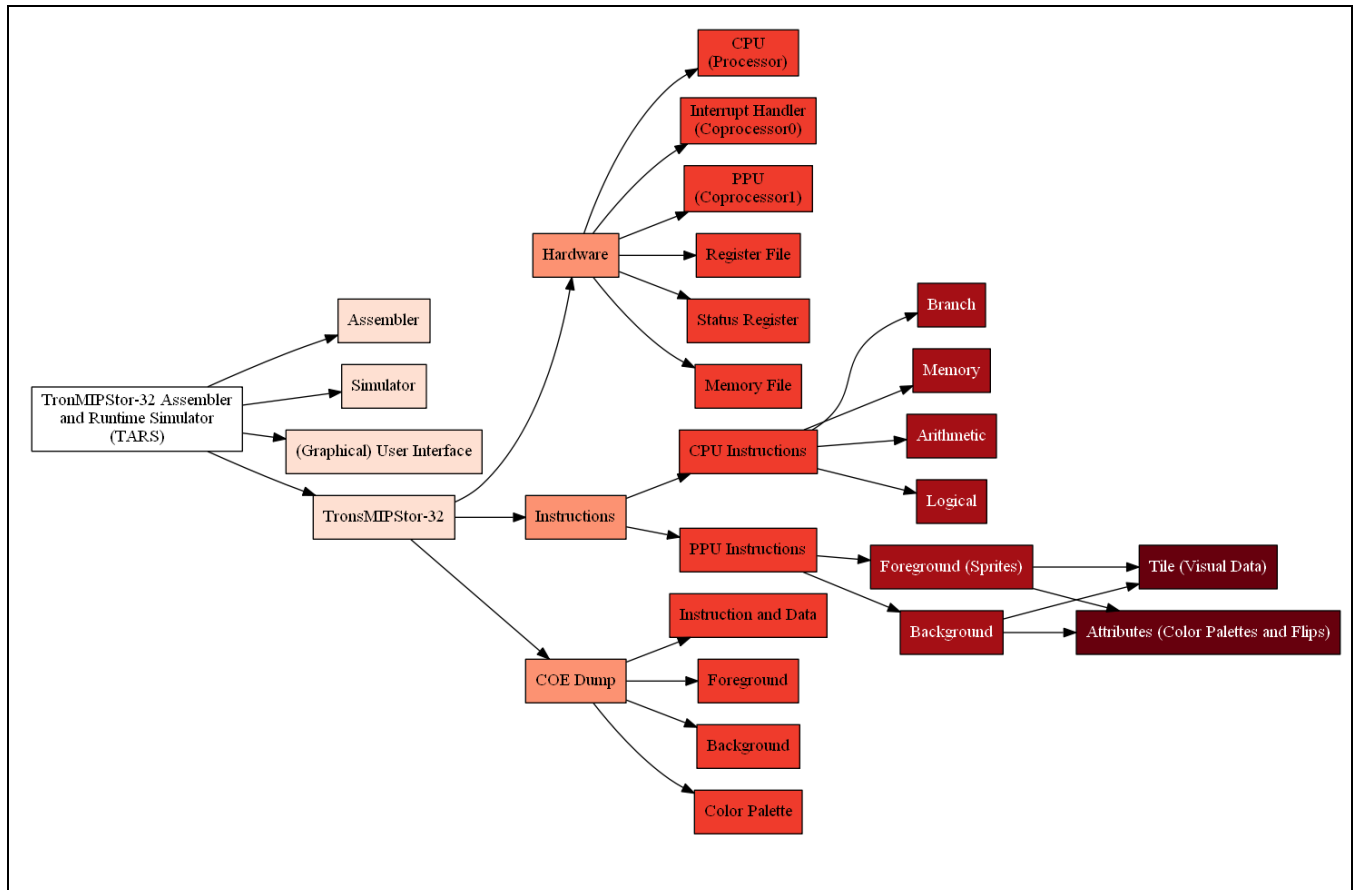 CPU
(Processor)
Interrupt Handler
(Coprocessor0)
PPU
(Coprocessor1)
Hardware
Register File
Branch
Assembler
Status Register
Memory
Simulator
Memory File
TronMIPStor-32 Assembler
and Runtime Simulator
(TARS)
Arithmetic
(Graphical) User Interface
CPU Instructions
Logical
TronsMIPStor-32
Instructions
PPU Instructions
Foreground (Sprites)
Tile (Visual Data)
Instruction and Data
Background
Attributes (Color Palettes and Flips)
COE Dump
Foreground
Background
Color Palette